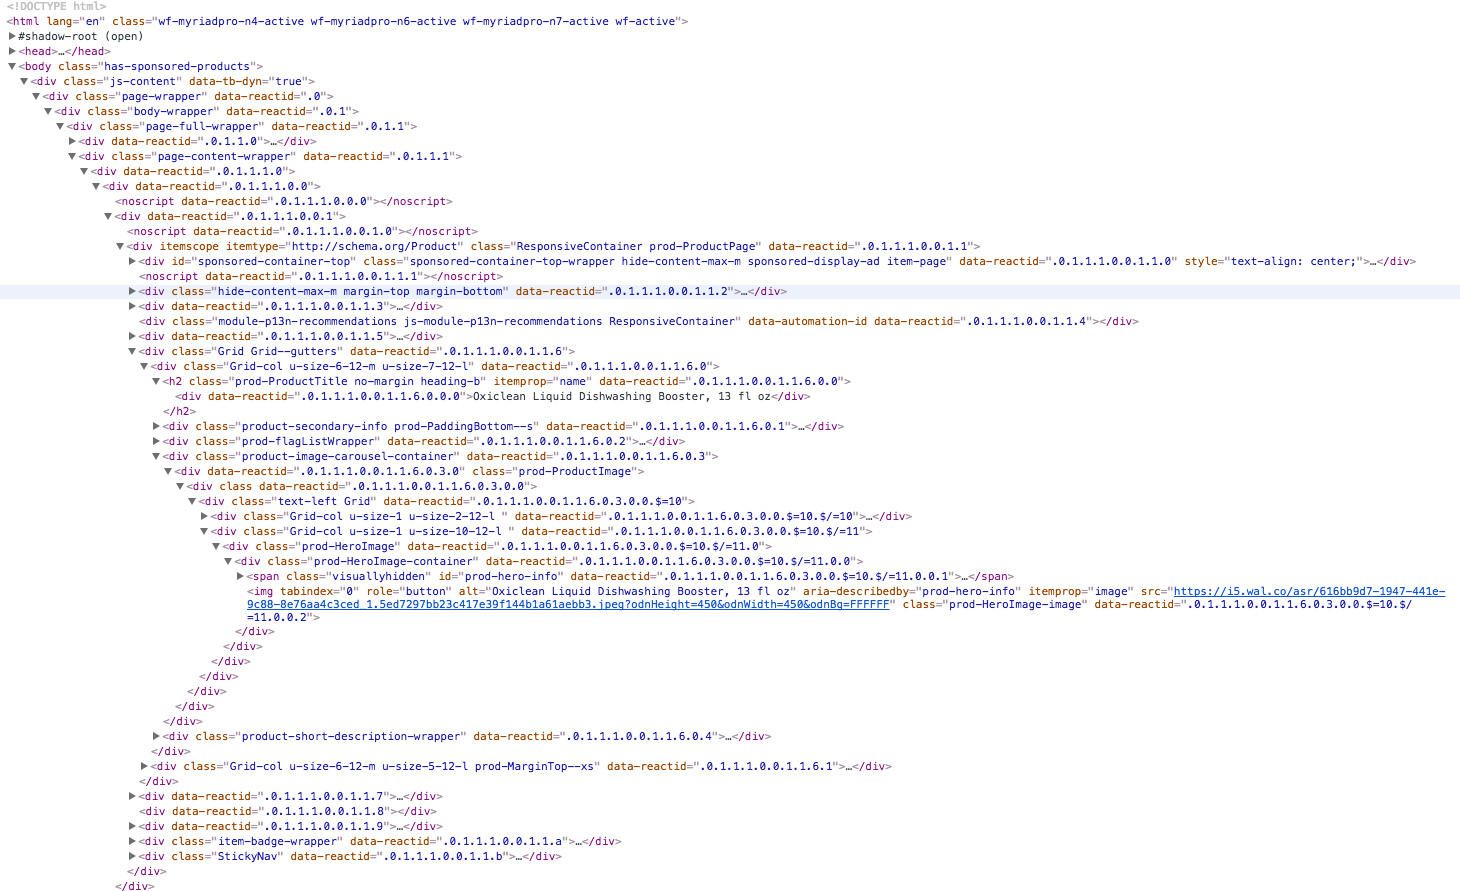 <!DOCTYPE html>
<html lang="en" class="wf-myriadpro-n4-active wf-myriadpro-n6-active wf-myriadpro-n7-active wf-active">
#shadow-root (open)
<head>…</head>
<body class="has-sponsored-products">
<div class="js-content" data-tb-dyn="true">
<div class="page-wrapper" data-reactid=".0">
<div class="body-wrapper" data-reactid=".0.1">
<div class="page-full-wrapper" data-reactid=".0.1.1">
<div data-reactid=".0.1.1.0">…</div>
<div class="page-content-wrapper" data-reactid=".0.1.1.1">
<div data-reactid=".0.1.1.1.0">
<div data-reactid=".0.1.1.1.0.0">
<noscript data-reactid=".0.1.1.1.0.0.0"></noscript>
<div data-reactid=".0.1.1.1.0.0.1">
<noscript data-reactid=".0.1.1.1.0.0.1.0"></noscript>
<div itemscope itemtype="http://schema.org/Product" class="ResponsiveContainer prod-ProductPage" data-reactid=".0.1.1.1.0.0.1.1">
<div id="sponsored-container-top" class="sponsored-container-top-wrapper hide-content-max-m sponsored-display-ad item-page" data-reactid=".0.1.1.1.0.0.1.1.0" style="text-align: center;">…</div>
<noscript data-reactid=".0.1.1.1.0.0.1.1.1"></noscript>
<div class="hide-content-max-m margin-top margin-bottom" data-reactid=".0.1.1.1.0.0.1.1.2">…</div>
<div data-reactid=".0.1.1.1.0.0.1.1.3">…</div>
<div class="module-p13n-recommendations js-module-p13n-recommendations ResponsiveContainer" data-automation-id data-reactid=".0.1.1.1.0.0.1.1.4"></div>
<div data-reactid=".0.1.1.1.0.0.1.1.5">…</div>
<div class="Grid Grid--gutters" data-reactid=".0.1.1.1.0.0.1.1.6">
<div class="Grid-col u-size-6-12-m u-size-7-12-l" data-reactid=".0.1.1.1.0.0.1.1.6.0">
<h2 class="prod-ProductTitle no-margin heading-b" itemprop="name" data-reactid=".0.1.1.1.0.0.1.1.6.0.0">
<div data-reactid=".0.1.1.1.0.0.1.1.6.0.0.0">Oxiclean Liquid Dishwashing Booster, 13 fl oz</div>
</h2>
<div class="product-secondary-info prod-PaddingBottom--s" data-reactid=".0.1.1.1.0.0.1.1.6.0.1">…</div>
<div class="prod-flagListWrapper" data-reactid=".0.1.1.1.0.0.1.1.6.0.2">…</div>
<div class="product-image-carousel-container" data-reactid=".0.1.1.1.0.0.1.1.6.0.3">
<div data-reactid=".0.1.1.1.0.0.1.1.6.0.3.0" class="prod-ProductImage">
<div class data-reactid=".0.1.1.1.0.0.1.1.6.0.3.0.0">
<div class="text-left Grid" data-reactid=".0.1.1.1.0.0.1.1.6.0.3.0.0.$=10">
<div class="Grid-col u-size-1 u-size-2-12-l " data-reactid=".0.1.1.1.0.0.1.1.6.0.3.0.0.$=10.$/=10">…</div>
<div class="Grid-col u-size-1 u-size-10-12-l " data-reactid=".0.1.1.1.0.0.1.1.6.0.3.0.0.$=10.$/=11">
<div class="prod-HeroImage" data-reactid=".0.1.1.1.0.0.1.1.6.0.3.0.0.$=10.$/=11.0">
<div class="prod-HeroImage-container" data-reactid=".0.1.1.1.0.0.1.1.6.0.3.0.0.$=10.$/=11.0.0">
<span class="visuallyhidden" id="prod-hero-info" data-reactid=".0.1.1.1.0.0.1.1.6.0.3.0.0.$=10.$/=11.0.0.1">…</span>
<img tabindex="0" role="button" alt="Oxiclean Liquid Dishwashing Booster, 13 fl oz" aria-describedby="prod-hero-info" itemprop="image" src="https://i5.wal.co/asr/616bb9d7-1947-441e-
9c88-8e76aa4c3ced_1.5ed7297bb23c417e39f144b1a61aebb3.jpeg?odnHeight=450&odnWidth=450&odnBg=FFFFFF" class="prod-HeroImage-image" data-reactid=".0.1.1.1.0.0.1.1.6.0.3.0.0.$=10.$/
=11.0.0.2">
</div>
</div>
</div>
</div>
</div>
</div>
</div>
<div class="product-short-description-wrapper" data-reactid=".0.1.1.1.0.0.1.1.6.0.4">…</div>
</div>
<div class="Grid-col u-size-6-12-m u-size-5-12-l prod-MarginTop--xs" data-reactid=".0.1.1.1.0.0.1.1.6.1">…</div>
</div>
<div data-reactid=".0.1.1.1.0.0.1.1.7">…</div>
<div data-reactid=".0.1.1.1.0.0.1.1.8"></div>
<div data-reactid=".0.1.1.1.0.0.1.1.9">…</div>
<div class="item-badge-wrapper" data-reactid=".0.1.1.1.0.0.1.1.a">…</div>
<div class="StickyNav" data-reactid=".0.1.1.1.0.0.1.1.b">…</div>
</div>
</div>